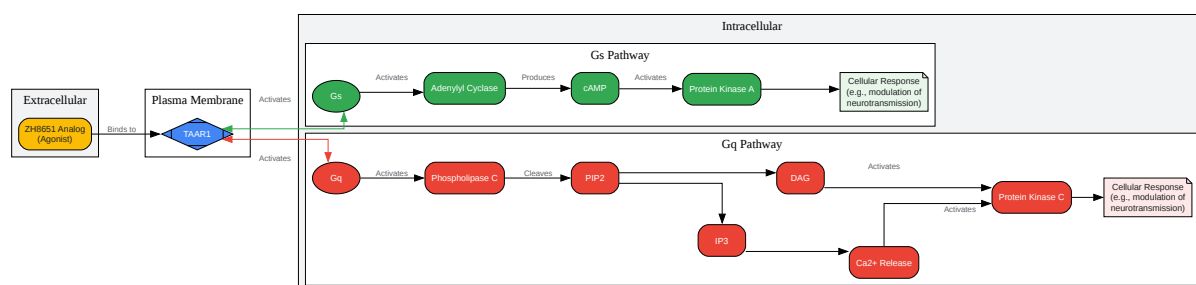 Intracellular
Gs Pathway
Extracellular
ZH8651 Analog
(Agonist)
Binds to
Plasma Membrane
TAAR1
Activates
Activates
Gs
Activates
Adenylyl Cyclase
Produces
cAMP
Activates
Protein Kinase A
Cellular Response
(e.g., modulation of
neurotransmission)
Gq Pathway
Gq
Activates
Phospholipase C
Cleaves
PIP2
DAG
Activates
IP3
Ca2+ Release
Activates
Protein Kinase C
Cellular Response
(e.g., modulation of
neurotransmission)